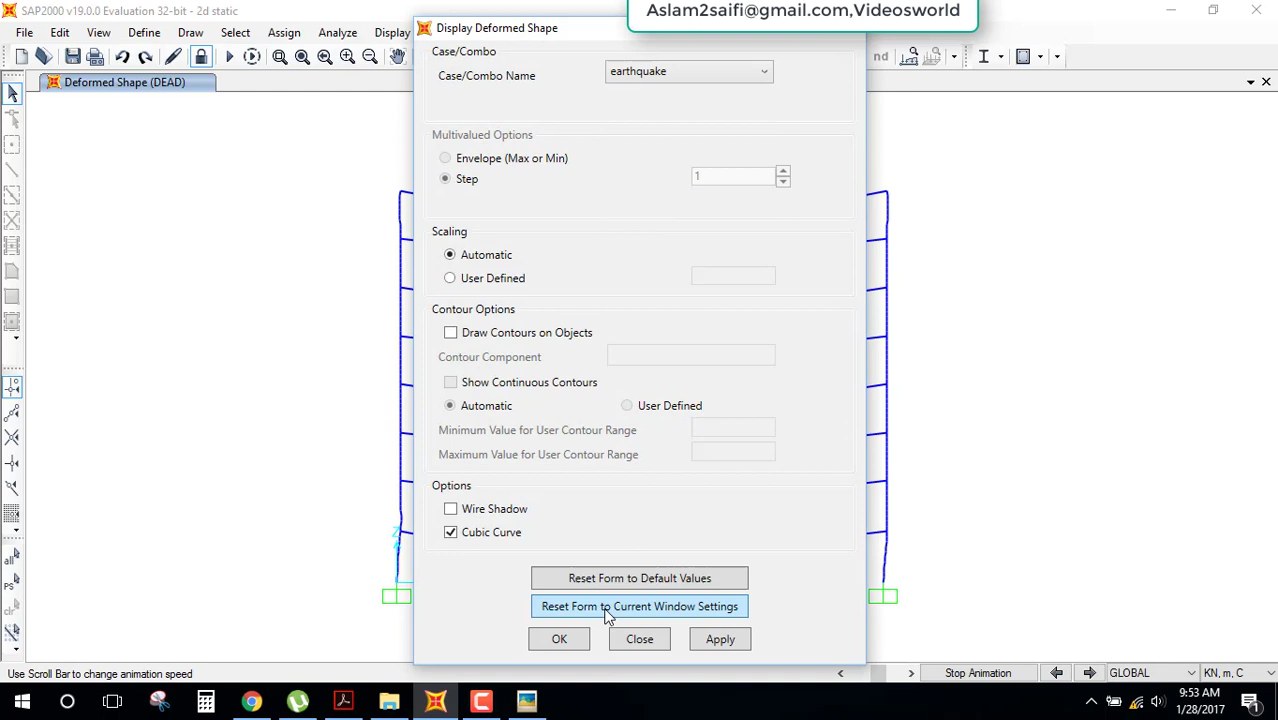 SAP2000 v19.0.0 Evaluation 32-bit - 2d static
Aslam2saifi@gmail.com,Videosworld
Display Deformed Shape
File Edit View Define Draw Select Assign Analyze Display
nd
Deformed Shape (DEAD)
Case/Combo
Case/Combo Name
earthquake
Multivalued Options
Envelope (Max or Min)
Step
1
Scaling
Automatic
User Defined
Contour Options
Draw Contours on Objects
Contour Component
Show Continuous Contours
Automatic
User Defined
Minimum Value for User Contour Range
Maximum Value for User Contour Range
Options
Wire Shadow
Cubic Curve
Reset Form to Default Values
Reset Form to Current Window Settings
OK
Close
Apply
Z
all
PS
clr
Use Scroll Bar to change animation speed
Stop Animation
GLOBAL
KN, m, C
9:53 AM
1/28/2017
1